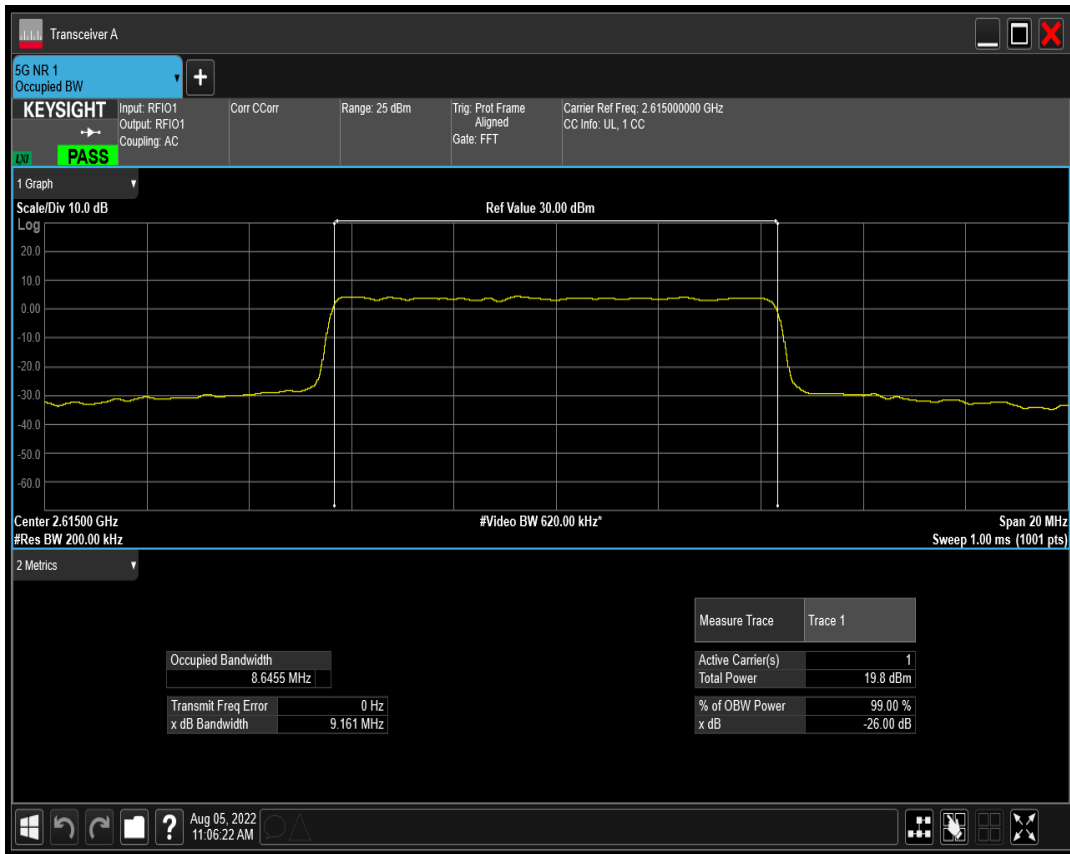 Transceiver A
5G NR 1
Occupied BW
+
KEYSIGHT
Input: RFIO1
Output: RFIO1
Coupling: AC
Corr CCorr
Range: 25 dBm
Trig: Prot Frame
Aligned
Gate: FFT
Carrier Ref Freq: 2.615000000 GHz
CC Info: UL, 1 CC
LXI
PASS
1 Graph
Scale/Div 10.0 dB
Ref Value 30.00 dBm
Log
20.0
10.0
0.00
-10.0
-20.0
-30.0
-40.0
-50.0
-60.0
Center 2.61500 GHz
#Video BW 620.00 kHz*
Span 20 MHz
#Res BW 200.00 kHz
Sweep 1.00 ms (1001 pts)
2 Metrics
Measure Trace Trace 1
Occupied Bandwidth
8.6455 MHz
Active Carrier(s) 1
Total Power 19.8 dBm
Transmit Freq Error 0 Hz
x dB Bandwidth 9.161 MHz
% of OBW Power 99.00 %
x dB -26.00 dB
?
Aug 05, 2022
11:06:22 AM